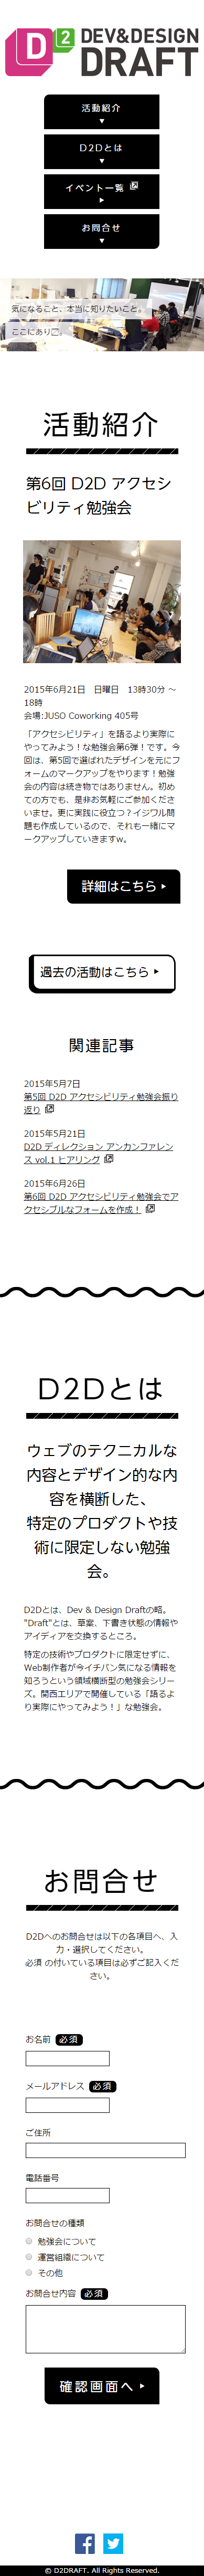 D2 DEV&DESIGN
DRAFT
活動紹介
▼
D2Dとは
▼
イベント一覧
▶
お問合せ
▼
気になること、本当に知りたいこと。
ここにあり〼。
活動紹介
第6回 D2D アクセシ
ビリティ勉強会
2015年6月21日　日曜日　13時30分 〜
18時
会場:JUSO Coworking 405号
「アクセシビリティ」を語るより実際に
やってみよう！な勉強会第6弾！です。今
回は、第5回で選ばれたデザインを元にフ
ォームのマークアップをやります！勉強
会の内容は続き物ではありません。初め
ての方でも、是非お気軽にご参加くださ
いませ。更に実践に役立つ？イジワル問
題も作成しているので、それも一緒にマ
ークアップしていきますw。
詳細はこちら ▶
過去の活動はこちら ▶
関連記事
2015年5月7日
第5回 D2D アクセシビリティ勉強会振り
返り
2015年5月21日
D2D ディレクション アンカンファレン
ス vol.1 ヒアリング
2015年6月26日
第6回 D2D アクセシビリティ勉強会でア
クセシブルなフォームを作成！
D2Dとは
ウェブのテクニカルな
内容とデザイン的な内
容を横断した、
特定のプロダクトや技
術に限定しない勉強
会。
D2Dとは、Dev & Design Draftの略。
"Draft"とは、草案、下書き状態の情報や
アイディアを交換するところ。
特定の技術やプロダクトに限定せずに、
Web制作者が今イチバン気になる情報を
知ろうという領域横断型の勉強会シリー
ズ。関西エリアで開催している「語るよ
り実際にやってみよう！」な勉強会。
お問合せ
D2Dへのお問合せは以下の各項目へ、入
力・選択してください。
必須 の付いている項目は必ずご記入くだ
さい。
お名前 必須
メールアドレス 必須
ご住所
電話番号
お問合せの種類
勉強会について
運営組織について
その他
お問合せ内容 必須
確認画面へ ▶
© D2DRAFT. All Rights Reserved.